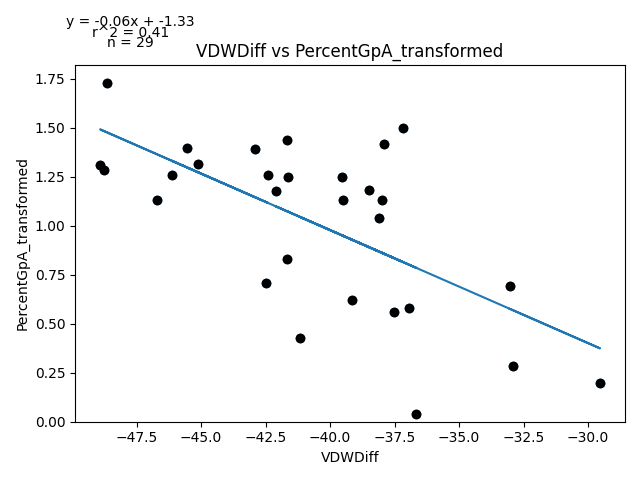 y = -0.06x + -1.33
r^2 = 0.41
n = 29
VDWDiff vs PercentGpA_transformed
PercentGpA_transformed
1.75
1.50
1.25
1.00
0.75
0.50
0.25
0.00
−47.5 −45.0 −42.5 −40.0 −37.5 −35.0 −32.5 −30.0
VDWDiff